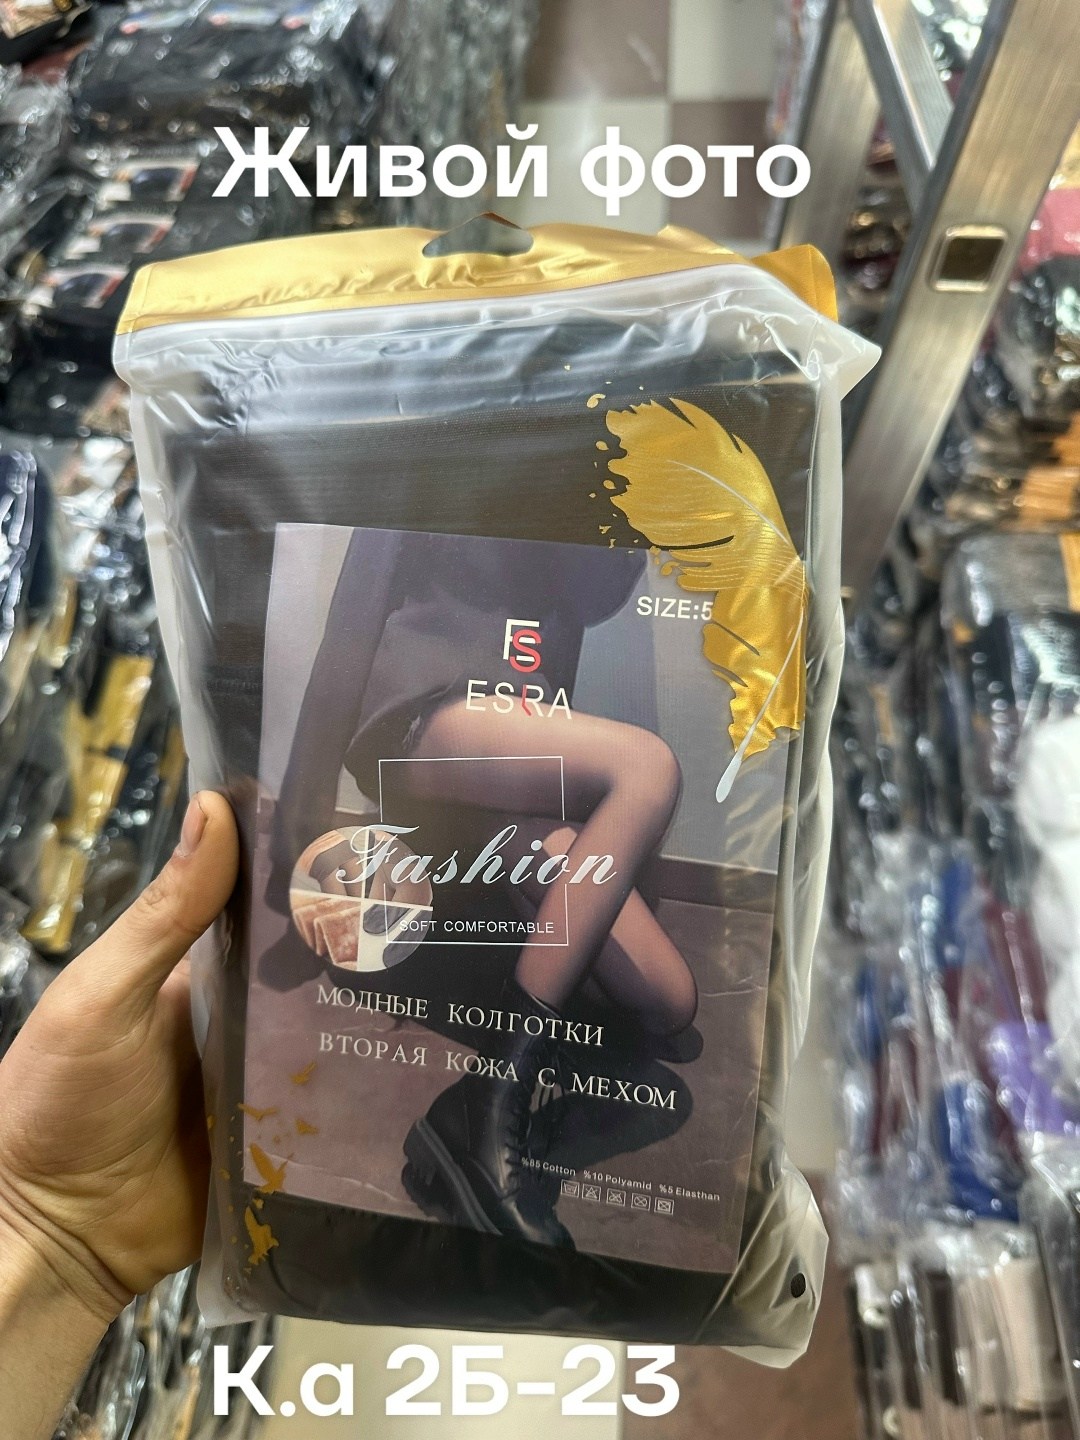 Живой фото
SIZE:5
ES
ESRA
Fashion
SOFT COMFORTABLE
МОДНЫЕ КОЛГОТКИ
ВТОРАЯ КОЖА С МЕХОМ
%85 Cotton %10 Polyamid %5 Elasthan
К.а 2Б-23